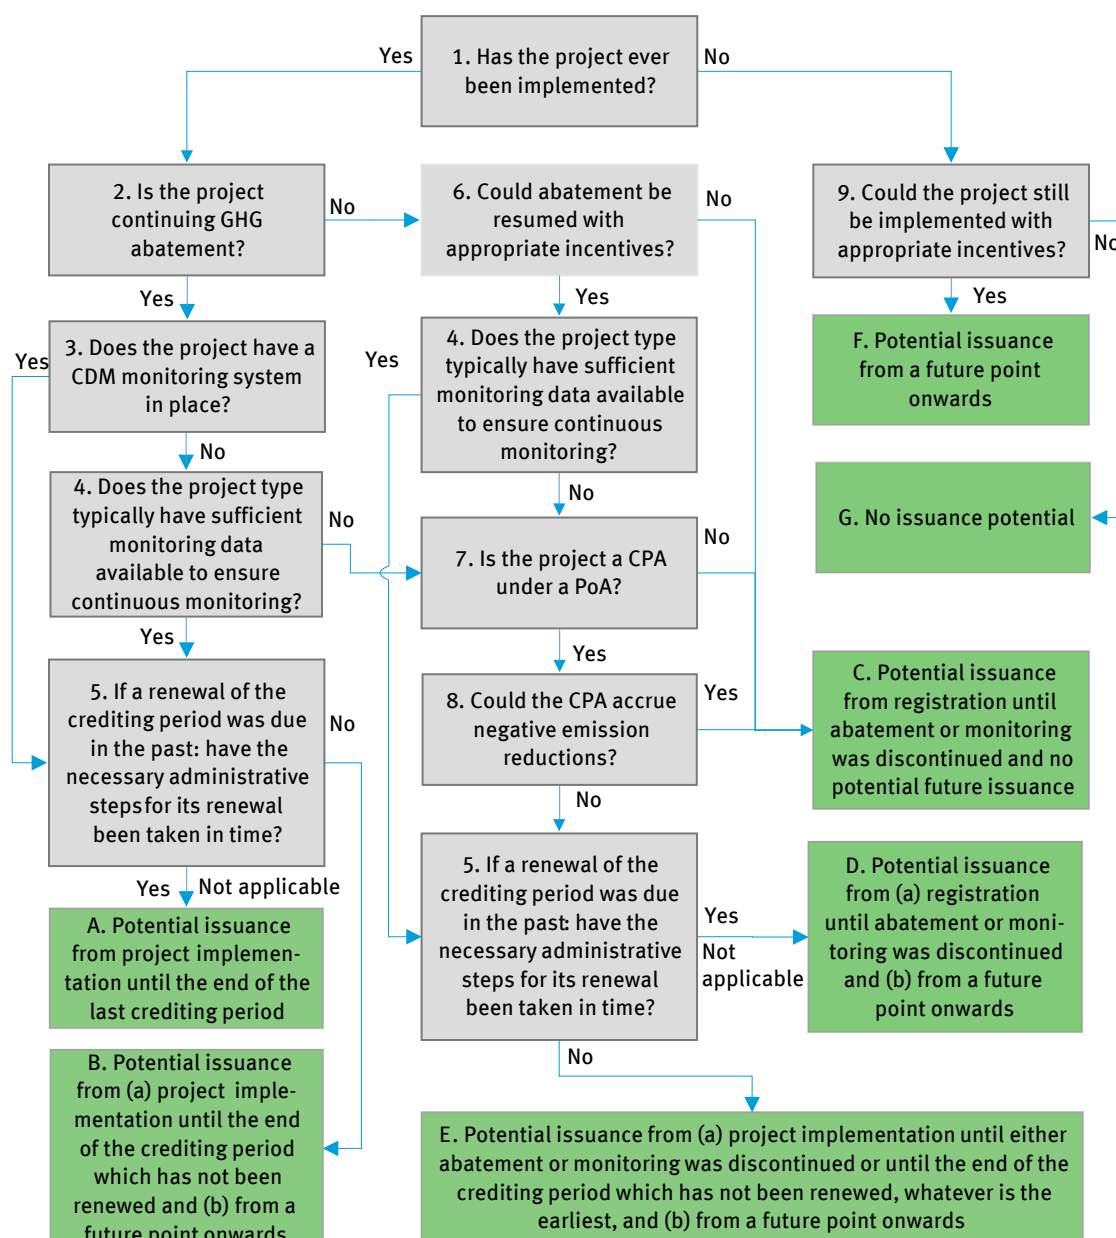 Yes
1. Has the project ever
been implemented?
No
2. Is the project
continuing GHG
abatement?
No
6. Could abatement be
resumed with
appropriate incentives?
No
9. Could the project still
be implemented with
appropriate incentives?
No
Yes
Yes
Yes
Yes
3. Does the project have a
CDM monitoring system
in place?
Yes
4. Does the project type
typically have sufficient
monitoring data available
to ensure continuous
monitoring?
F. Potential issuance
from a future point
onwards
No
No
4. Does the project type
typically have sufficient
monitoring data
available to ensure
continuous monitoring?
No
7. Is the project a CPA
under a PoA?
No
G. No issuance potential
Yes
Yes
5. If a renewal of the
crediting period was due
in the past: have the
necessary administrative
steps for its renewal
been taken in time?
No
8. Could the CPA accrue
negative emission
reductions?
Yes
C. Potential issuance
from registration until
abatement or monitoring
was discontinued and no
potential future issuance
No
Yes
Not applicable
A. Potential issuance
from project implemen-
tation until the end of the
last crediting period
5. If a renewal of the
crediting period was due
in the past: have the
necessary administrative
steps for its renewal
been taken in time?
Yes
Not
applicable
D. Potential issuance
from (a) registration
until abatement or moni-
toring was discontinued
and (b) from a future
point onwards
No
B. Potential issuance
from (a) project imple-
mentation until the end
of the crediting period
which has not been
renewed and (b) from a
future point onwards
E. Potential issuance from (a) project implementation until either
abatement or monitoring was discontinued or until the end of the
crediting period which has not been renewed, whatever is the
earliest, and (b) from a future point onwards